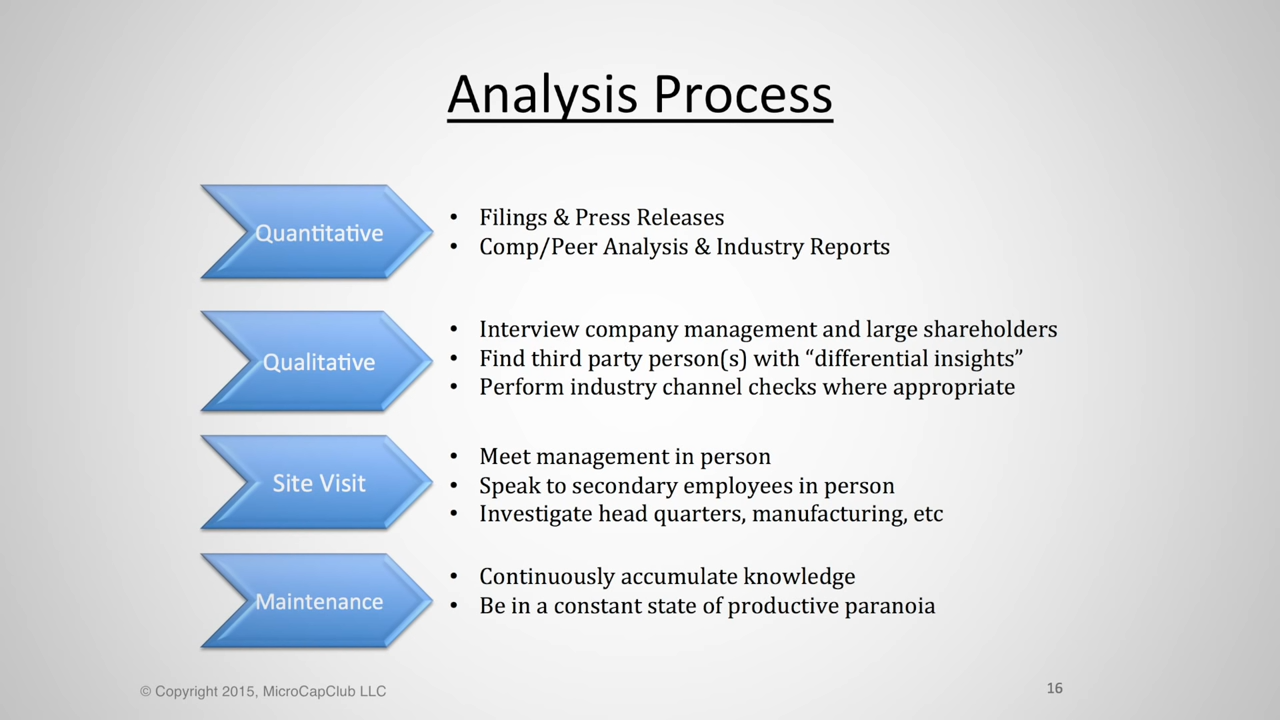 Analysis Process
Quantitative
• Filings & Press Releases
• Comp/Peer Analysis & Industry Reports
Qualitative
• Interview company management and large shareholders
• Find third party person(s) with “differential insights”
• Perform industry channel checks where appropriate
Site Visit
• Meet management in person
• Speak to secondary employees in person
• Investigate head quarters, manufacturing, etc
Maintenance
• Continuously accumulate knowledge
• Be in a constant state of productive paranoia
© Copyright 2015, MicroCapClub LLC
16